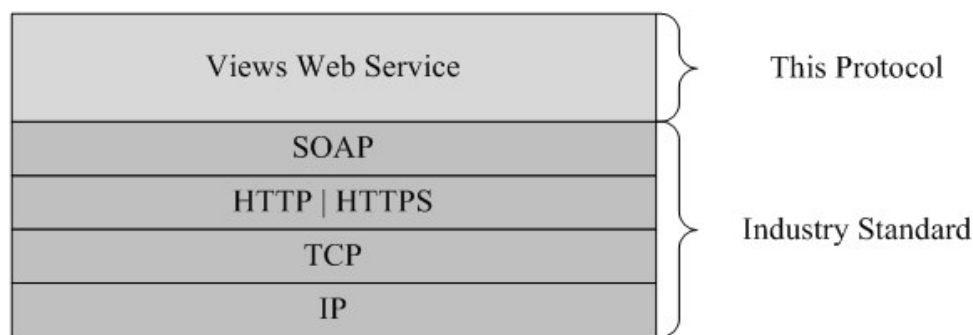 Views Web Service
This Protocol
SOAP
HTTP | HTTPS
Industry Standard
TCP
IP